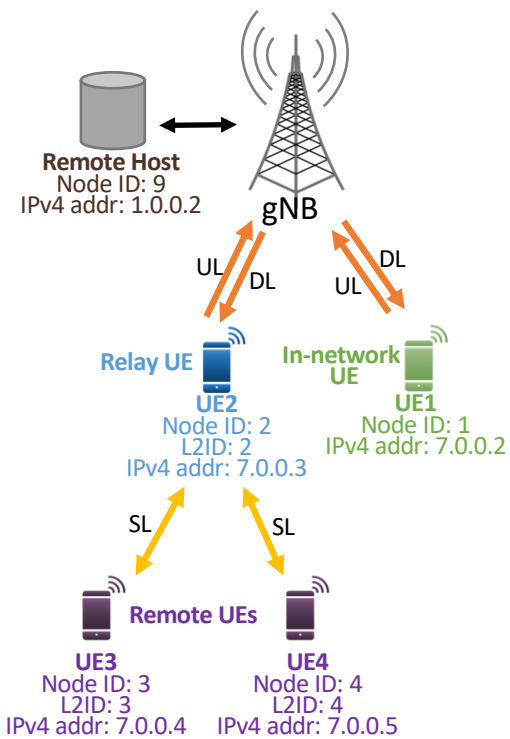 Remote Host
Node ID: 9
IPv4 addr: 1.0.0.2
gNB
UL
DL
DL
UL
Relay UE
UE2
Node ID: 2
L2ID: 2
IPv4 addr: 7.0.0.3
In-network
UE
UE1
Node ID: 1
IPv4 addr: 7.0.0.2
SL
SL
Remote UEs
UE3
Node ID: 3
L2ID: 3
IPv4 addr: 7.0.0.4
UE4
Node ID: 4
L2ID: 4
IPv4 addr: 7.0.0.5